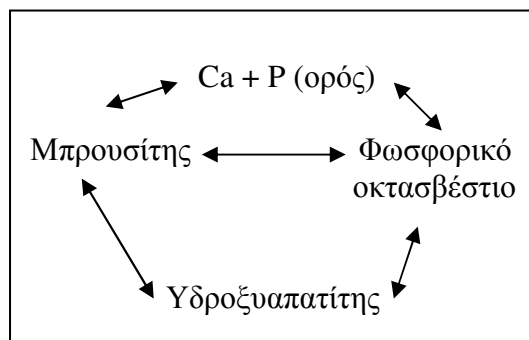 Ca + P (ορός)
Μπρουσίτης
Φωσφορικό
οκτασβέστιο
Υδροξυαπατίτης